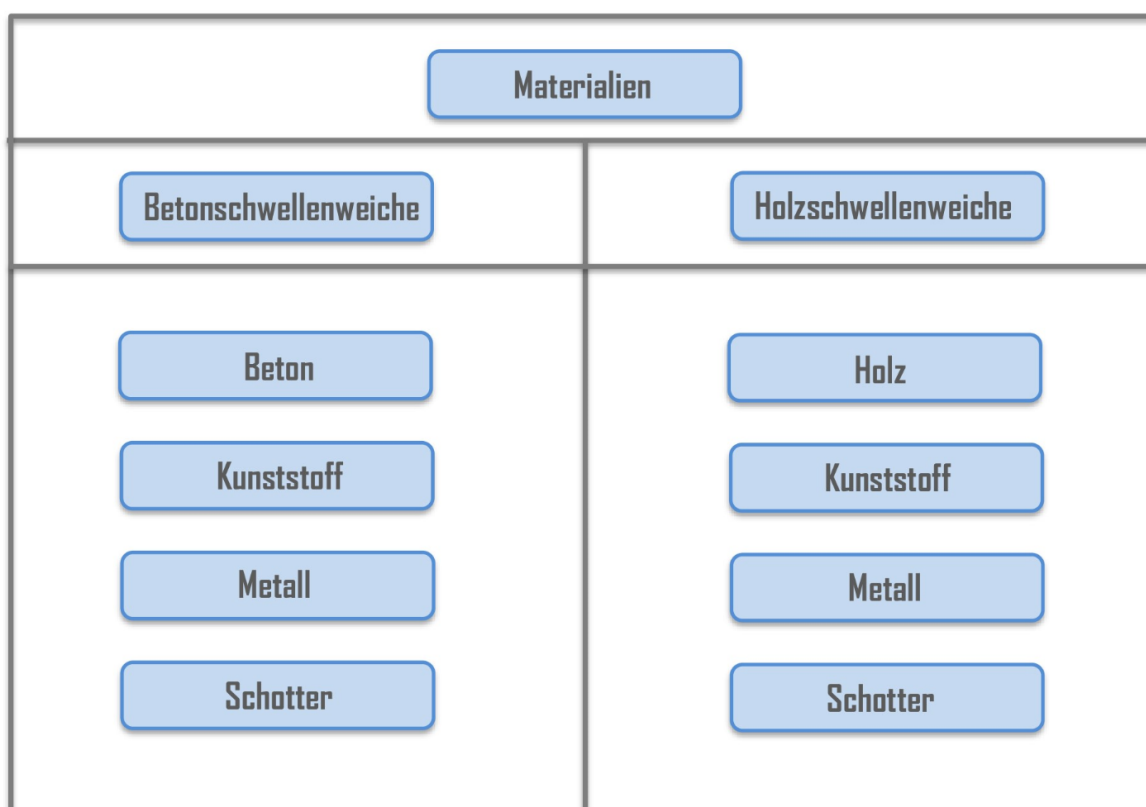 Materialien
Betonschwellenweiche
Holzschwellenweiche
Beton
Holz
Kunststoff
Kunststoff
Metall
Metall
Schotter
Schotter